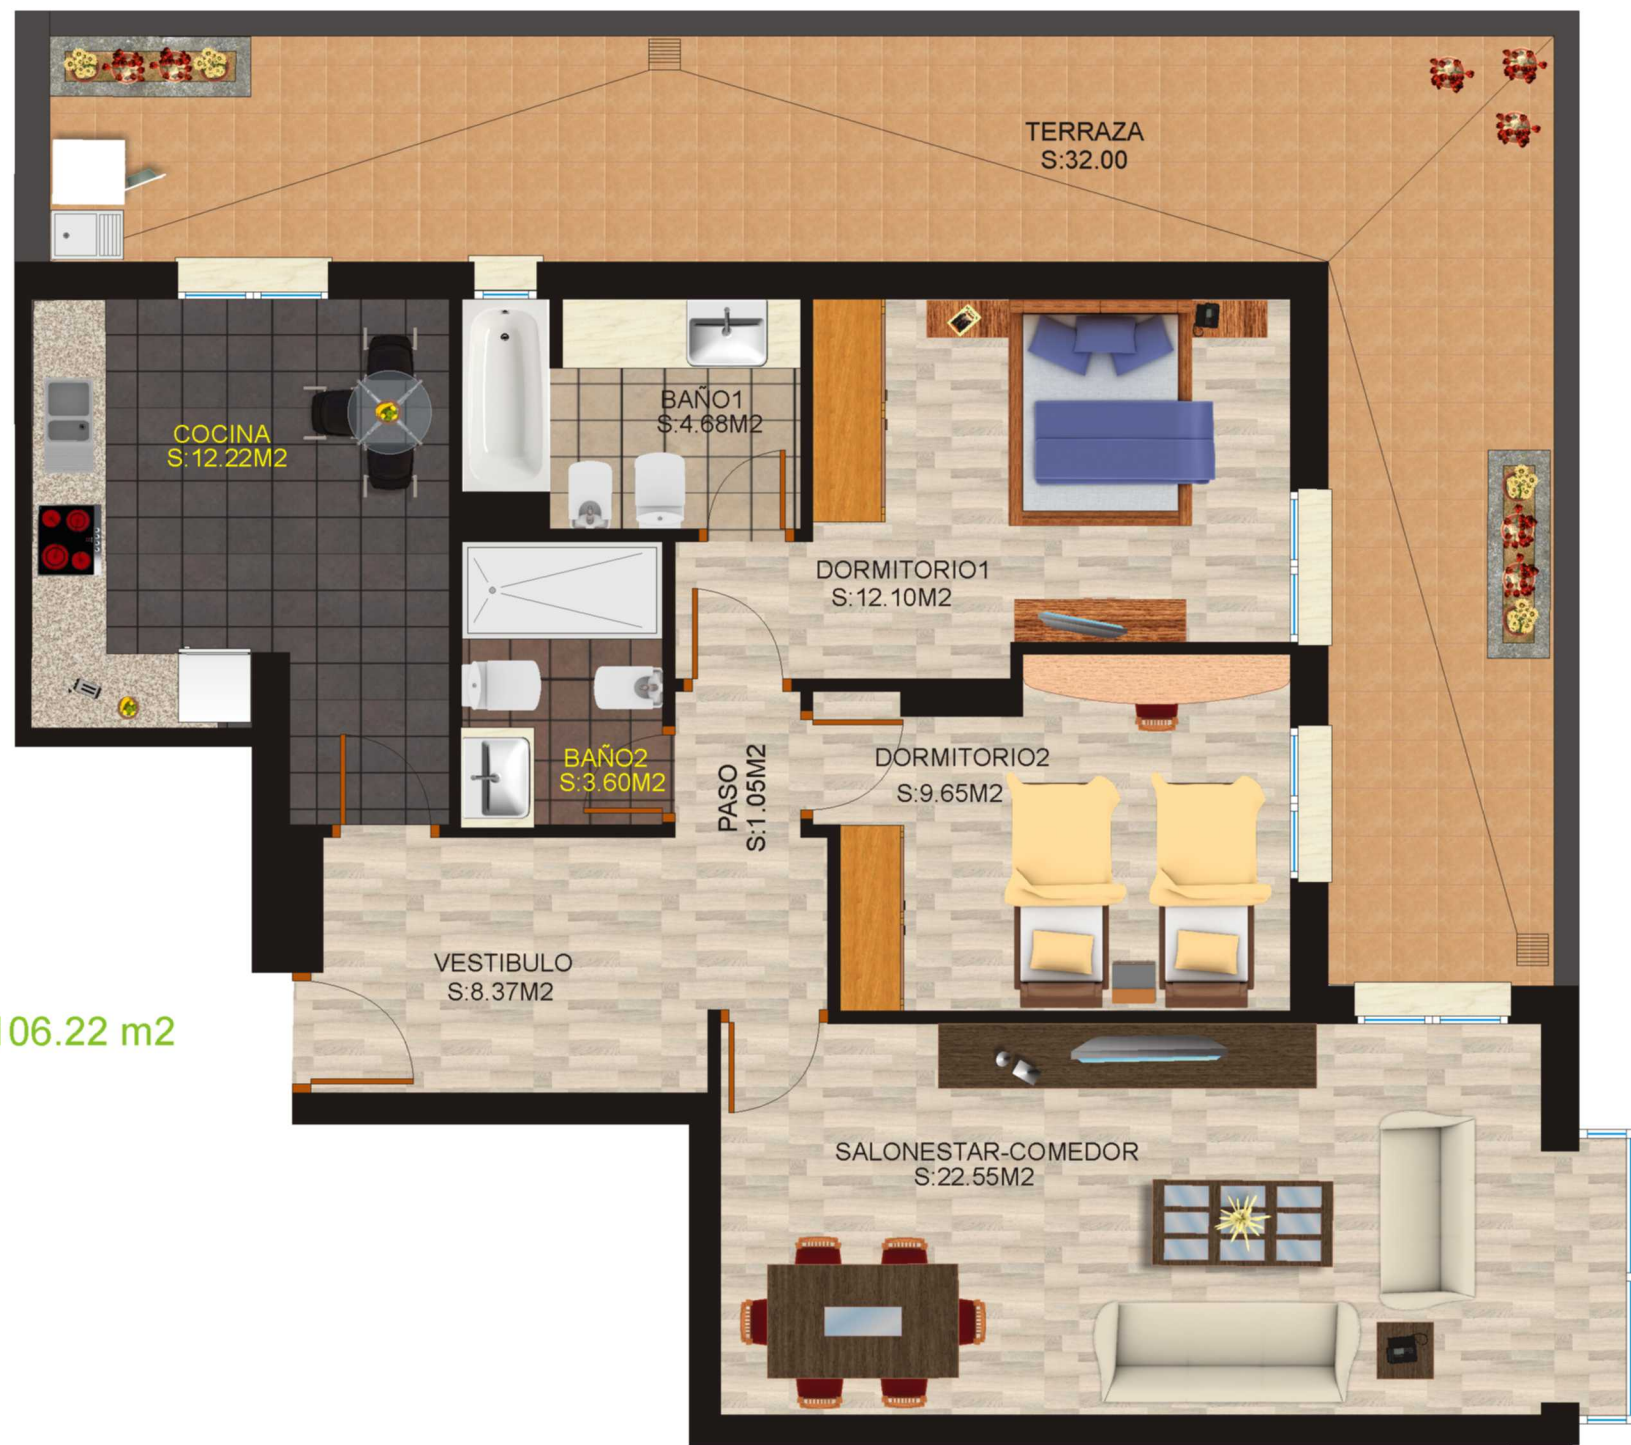 TERRAZA
S:32.00
BAÑO1
S:4.68M2
COCINA
S:12.22M2
DORMITORIO1
S:12.10M2
BAÑO2
S:3.60M2
PASO
S:1.05M2
DORMITORIO2
S:9.65M2
VESTIBULO
S:8.37M2
06.22 m2
SALONESTAR-COMEDOR
S:22.55M2